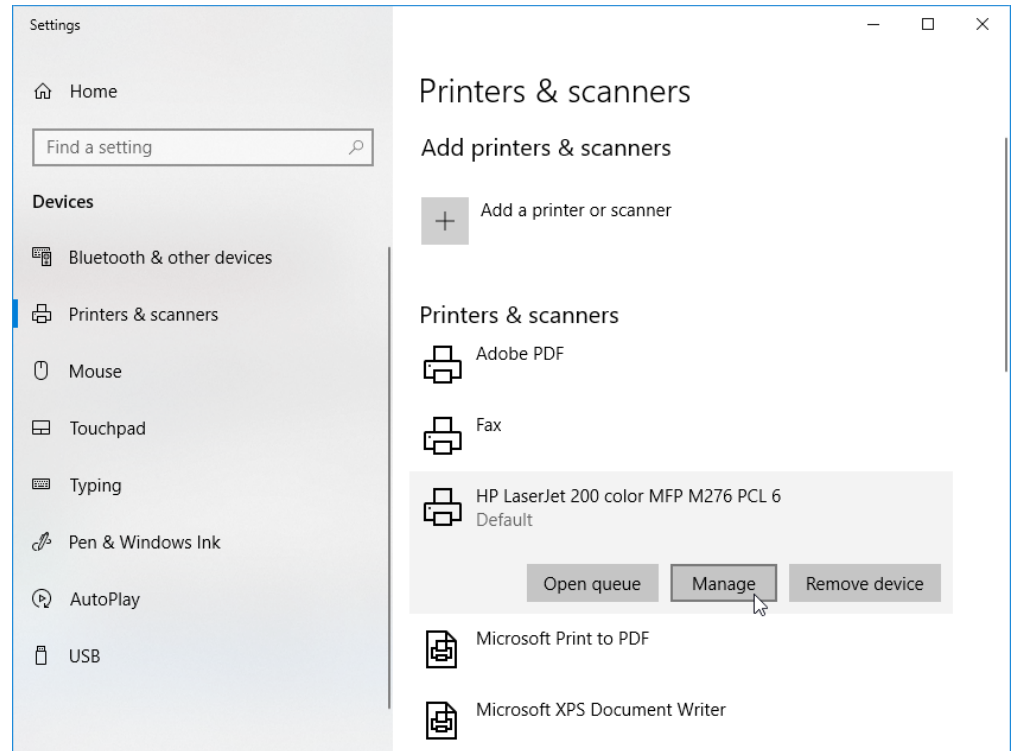 Settings
Home
Find a setting
Devices
Bluetooth & other devices
Printers & scanners
Mouse
Touchpad
Typing
Pen & Windows Ink
AutoPlay
USB
Printers & scanners
Add printers & scanners
Add a printer or scanner
Printers & scanners
Adobe PDF
Fax
HP LaserJet 200 color MFP M276 PCL 6
Default
Open queue Manage Remove device
Microsoft Print to PDF
Microsoft XPS Document Writer